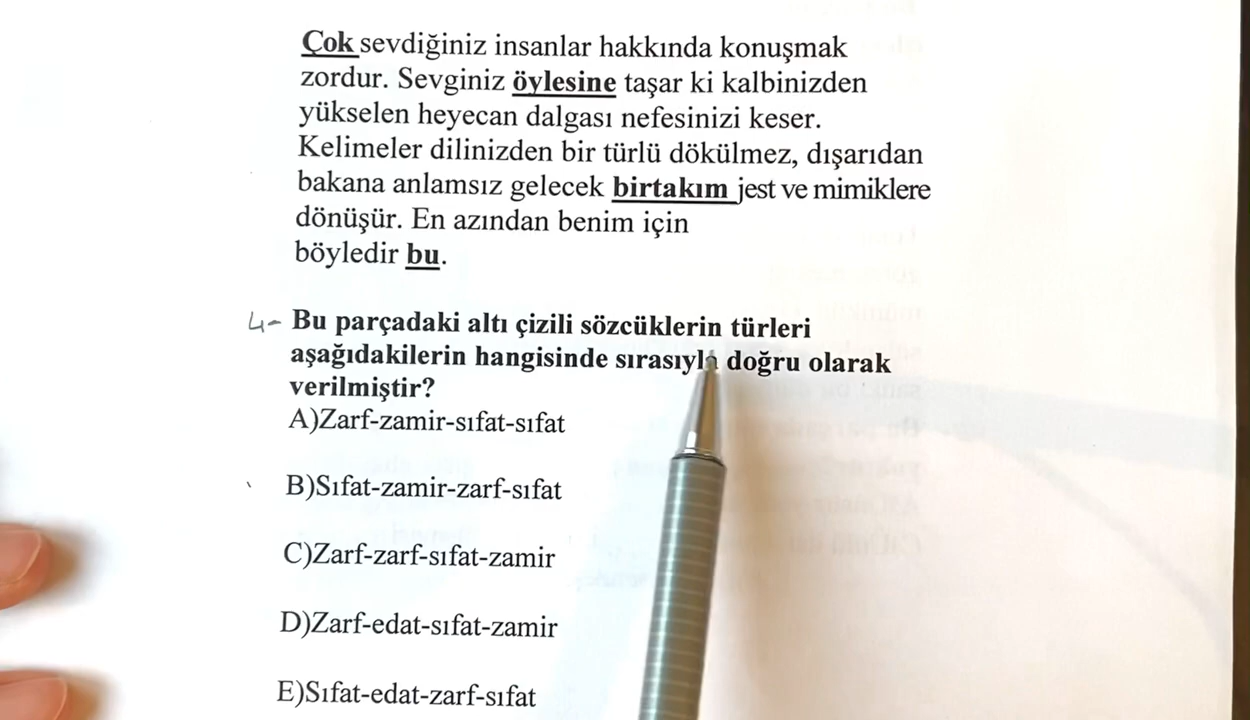 Çok sevdiğiniz insanlar hakkında konuşmak
zordur. Sevginiz öylesine taşar ki kalbinizden
yükselen heyecan dalgası nefesinizi keser.
Kelimeler dilinizden bir türlü dökülmez, dışarıdan
bakana anlamsız gelecek birtakım jest ve mimiklere
dönüşür. En azından benim için
böyledir bu.
4- Bu parçadaki altı çizili sözcüklerin türleri
aşağıdakilerin hangisinde sırasıyla doğru olarak
verilmiştir?
A)Zarf-zamir-sıfat-sıfat
B)Sıfat-zamir-zarf-sıfat
C)Zarf-zarf-sıfat-zamir
D)Zarf-edat-sıfat-zamir
E)Sıfat-edat-zarf-sıfat